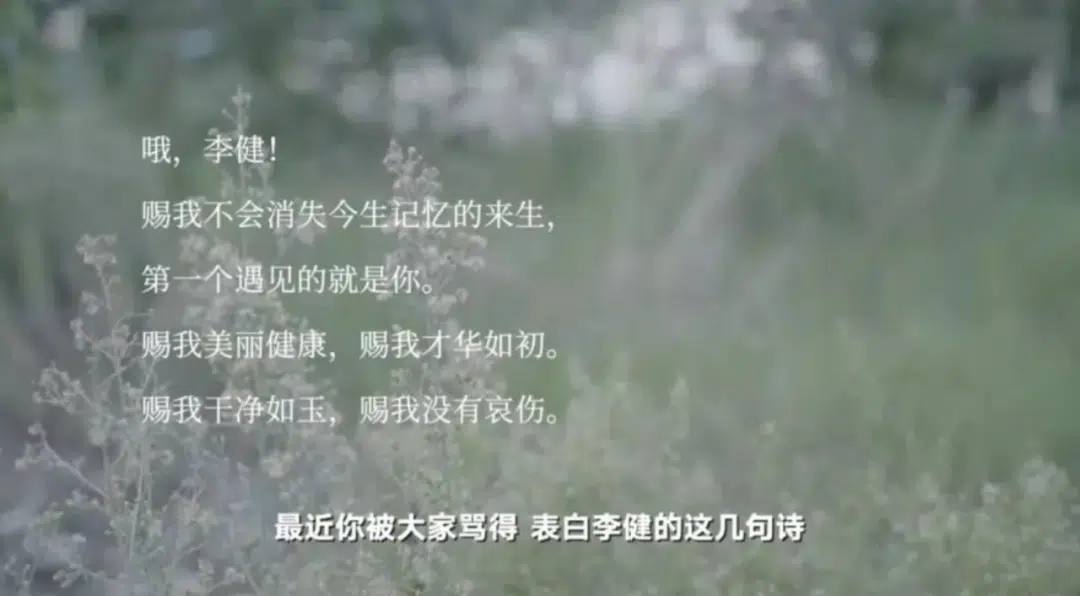 哦，李健！
赐我不会消失今生记忆的来生，
第一个遇见的就是你。
赐我美丽健康，赐我才华如初。
赐我干净如玉，赐我没有哀伤。
最近你被大家骂得 表白李健的这几句诗